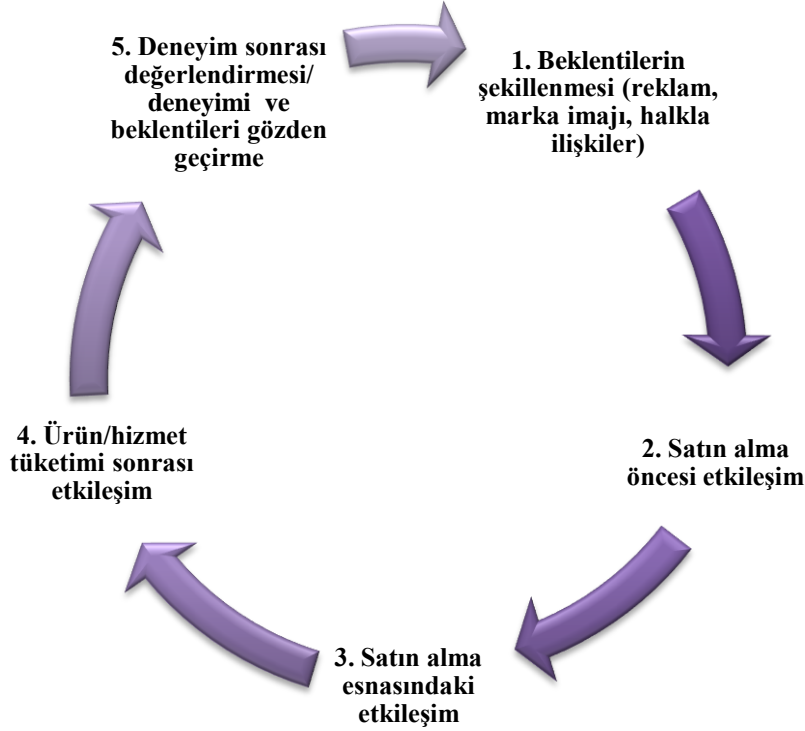 1. Beklentilerin
şekillenmesi (reklam,
marka imajı, halkla
ilişkiler)
2. Satın alma
öncesi etkileşim
3. Satın alma
esnasındaki
etkileşim
4. Ürün/hizmet
tüketimi sonrası
etkileşim
5. Deneyim sonrası
değerlendirmesi/
deneyimi ve
beklentileri gözden
geçirme